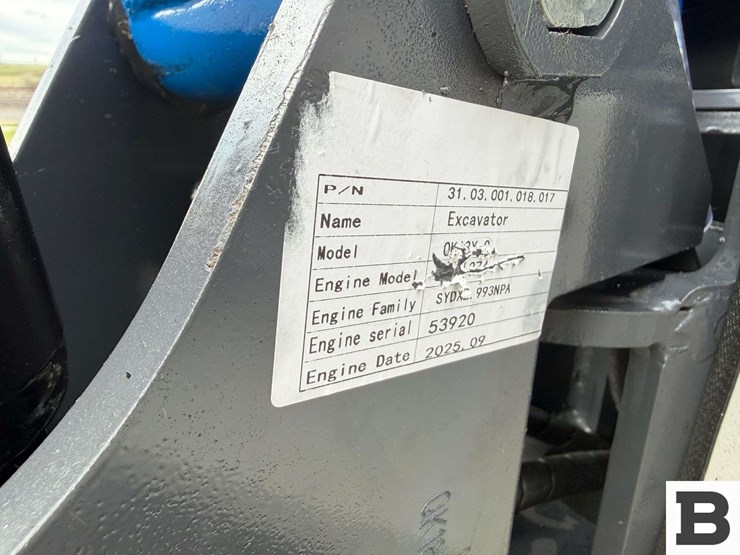 P/N 31.03.001.018.017
Name Excavator
Model
Engine Model
Engine Family
Engine serial 53920
Engine Date 2025.09
B